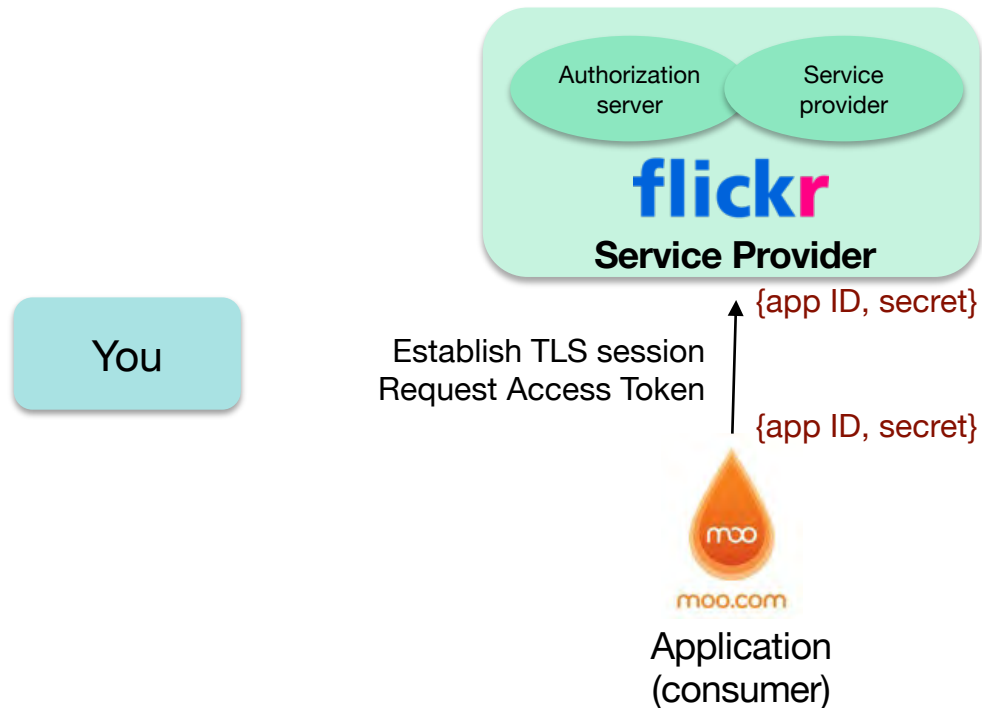 Authorization
server
Service
provider
flickr
Service Provider
{app ID, secret}
You
Establish TLS session
Request Access Token
{app ID, secret}
moo
moo.com
Application
(consumer)